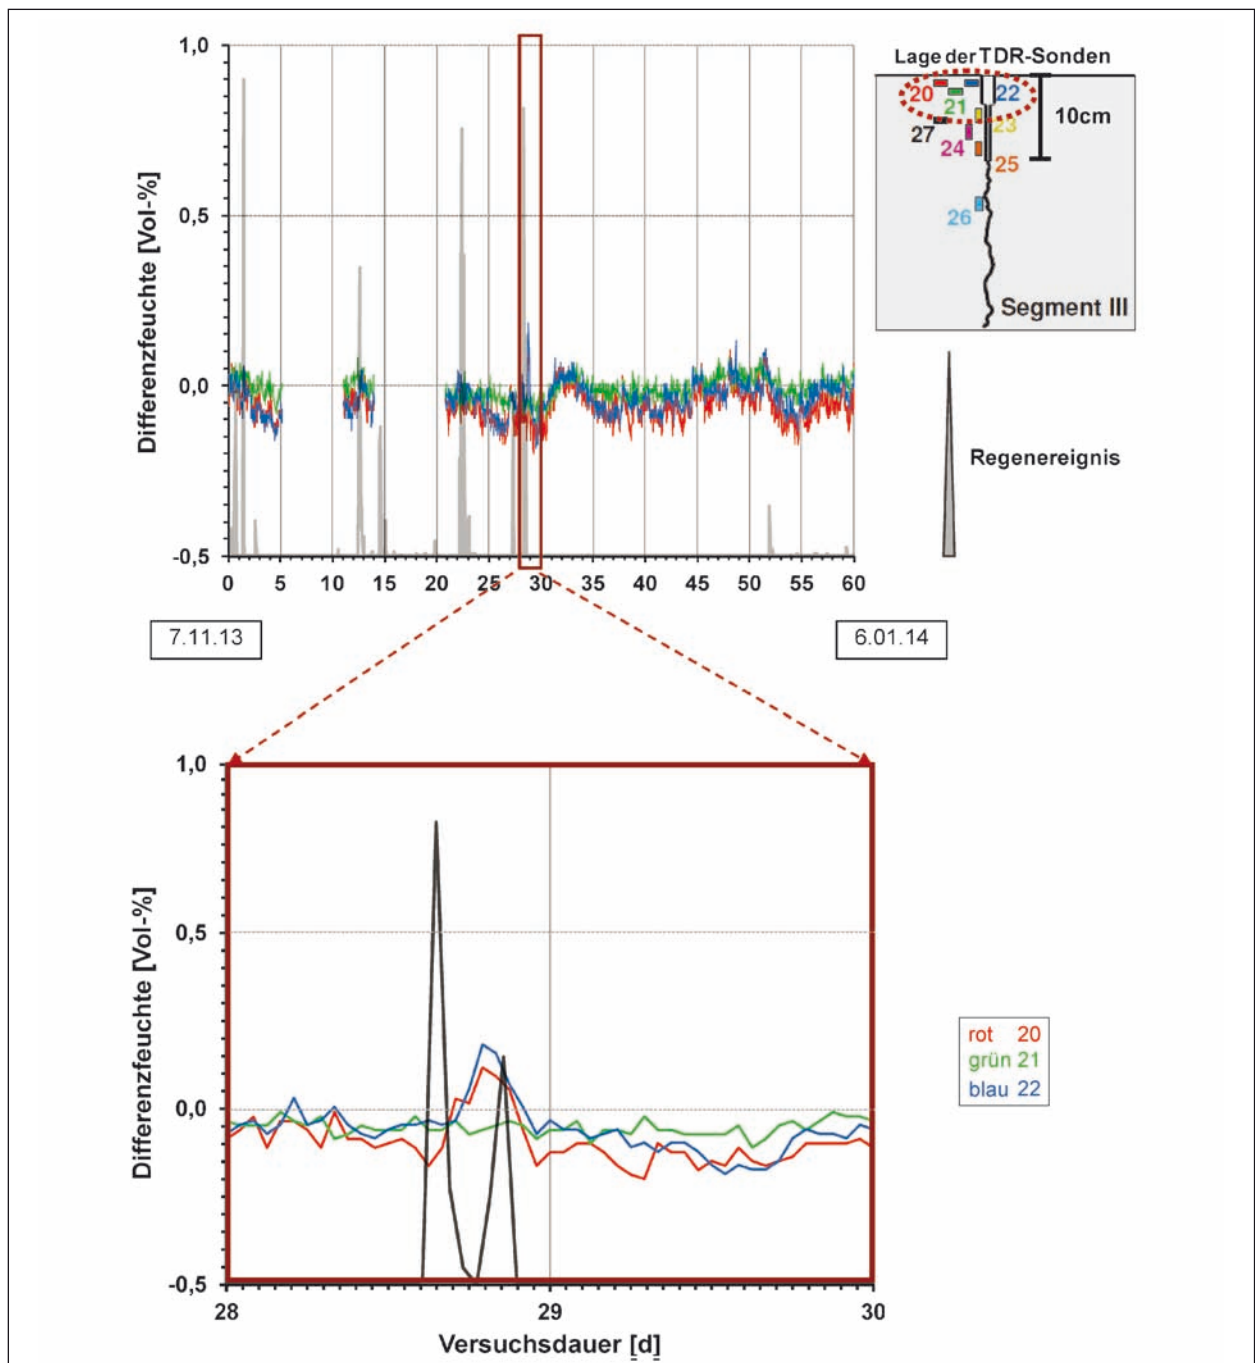 1,0
0,5
0,0
-0,5
Differenzfeuchte [Vol-%]
0 5 10 15 20 25 30 35 40 45 50 55 60
7.11.13
6.01.14
Lage der TDR-Sonden
20
21
22
23
24
25
26
27
10cm
Segment III
Regenereignis
1,0
0,5
0,0
-0,5
Differenzfeuchte [Vol-%]
28 29 30
Versuchsdauer [d]
rot 20
grün 21
blau 22